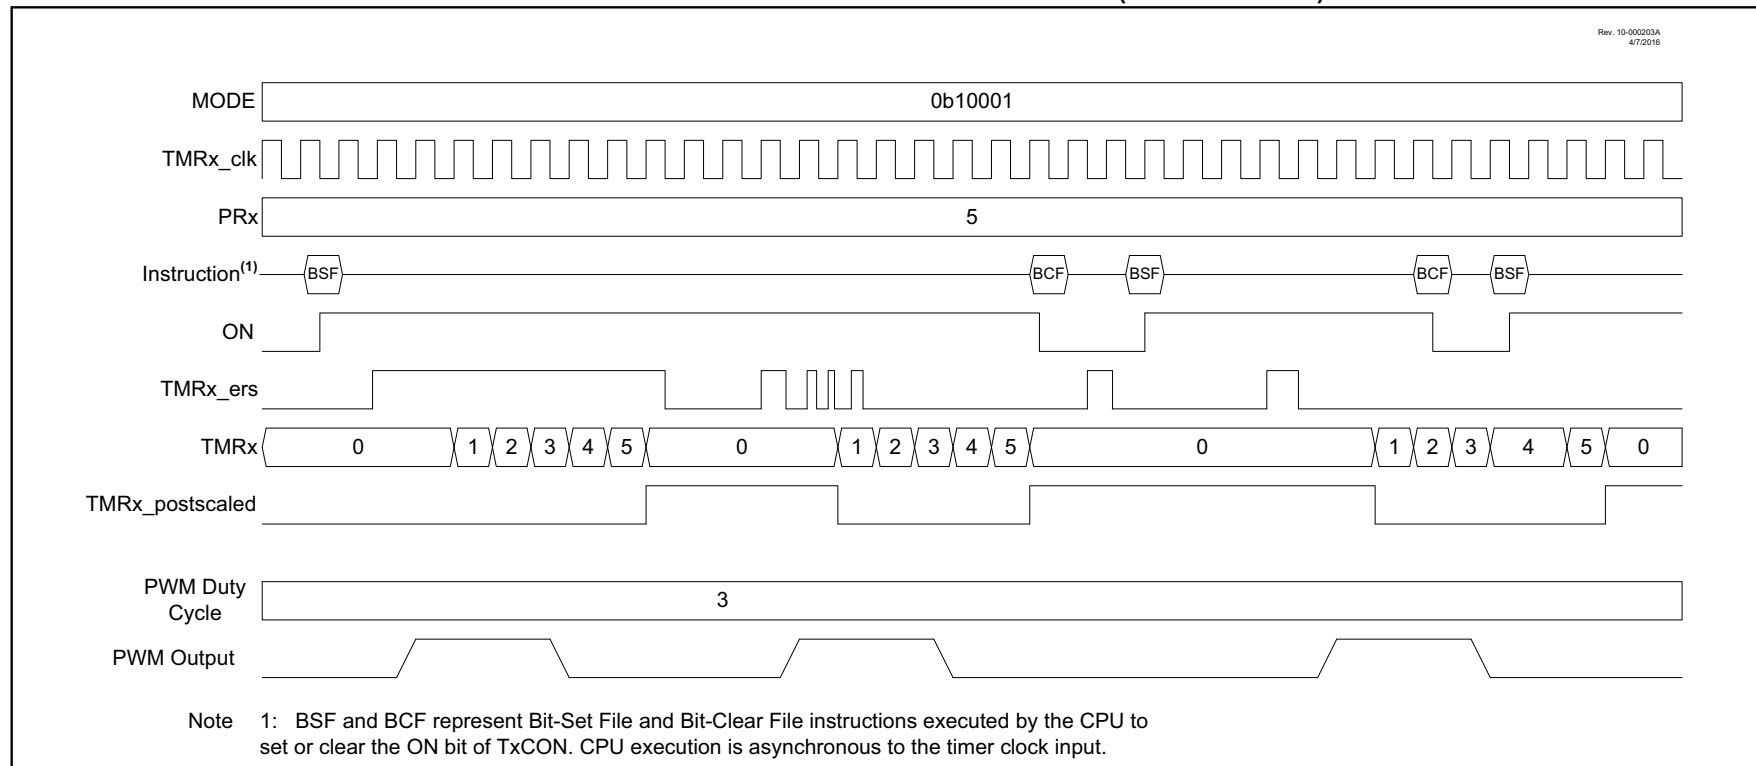 Rev. 10-000203A
4/7/2016
MODE 0b10001
TMRx_clk
PRx 5
Instruction(1) BSF BCF BSF BCF BSF
ON
TMRx_ers
TMRx 0 1 2 3 4 5 0 1 2 3 4 5 0 1 2 3 4 5 0
TMRx_postscaled
PWM Duty
Cycle 3
PWM Output
Note 1: BSF and BCF represent Bit-Set File and Bit-Clear File instructions executed by the CPU to
set or clear the ON bit of TxCON. CPU execution is asynchronous to the timer clock input.